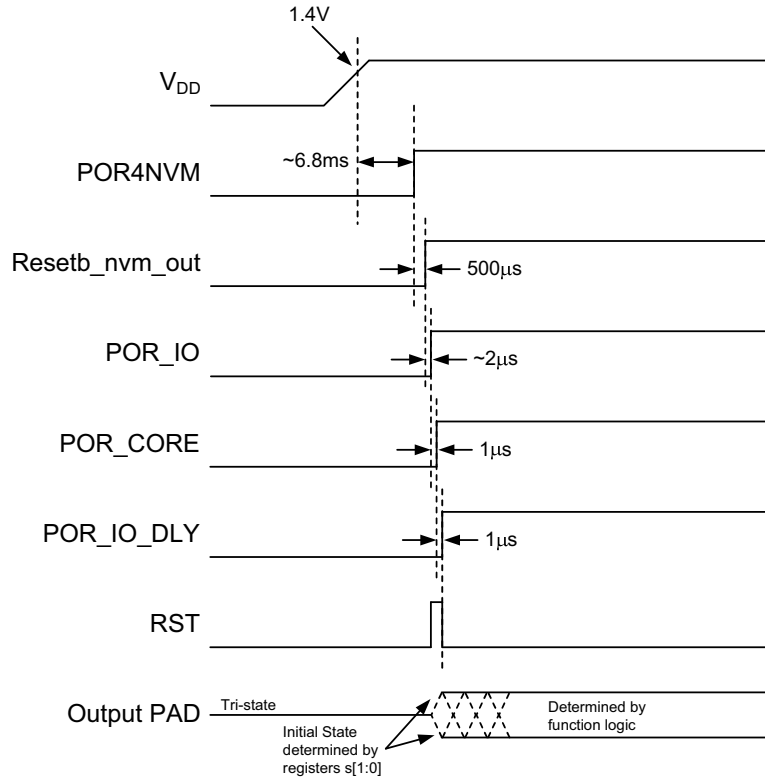 1.4V
VDD
~6.8ms
POR4NVM
Resetb_nvm_out
500μs
POR_IO
~2μs
POR_CORE
1μs
POR_IO_DLY
1μs
RST
Output PAD
Tri-state
Initial State
determined by
registers s[1:0]
Determined by
function logic